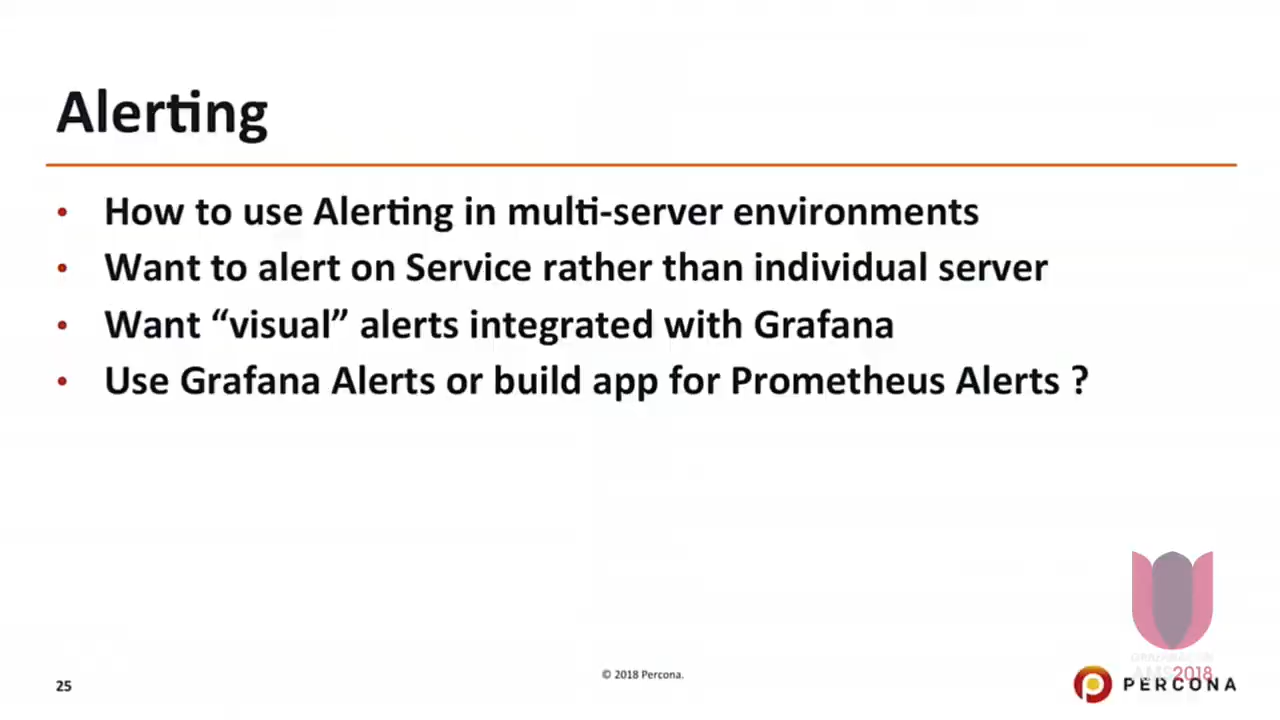 Alerting
• How to use Alerting in multi-server environments
• Want to alert on Service rather than individual server
• Want “visual” alerts integrated with Grafana
• Use Grafana Alerts or build app for Prometheus Alerts ?
25
© 2018 Percona.
2018
PERCONA